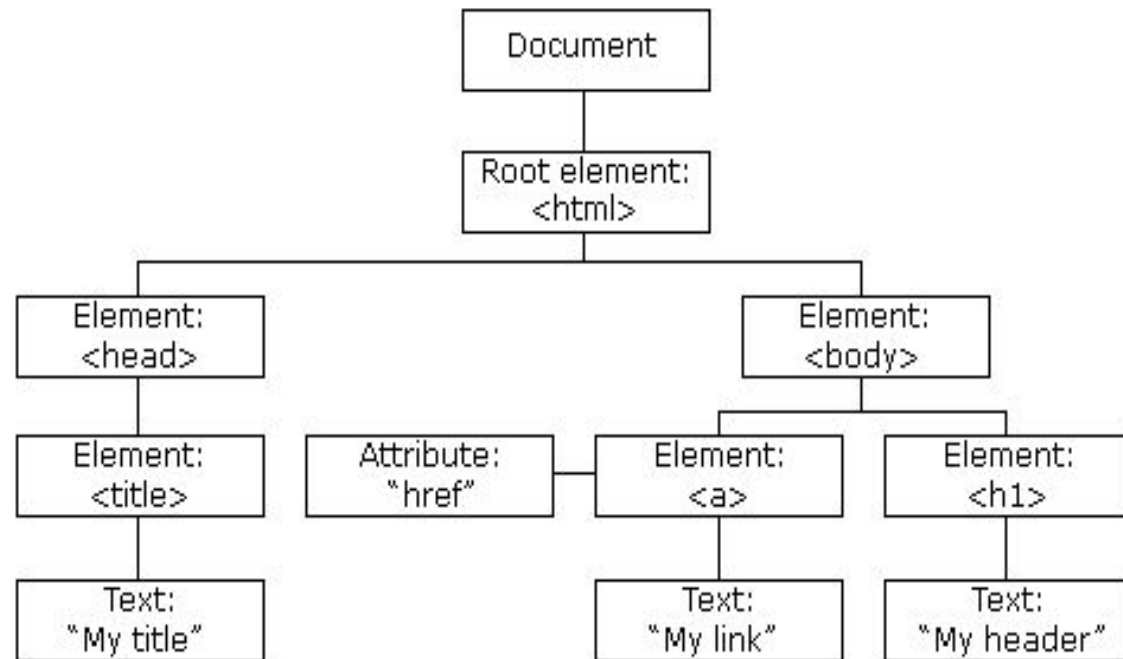 Document
Root element:
<html>
Element:
<head>
Element:
<body>
Element:
<title>
Attribute:
“href”
Element:
<a>
Element:
<h1>
Text:
“My title”
Text:
“My link”
Text:
“My header”